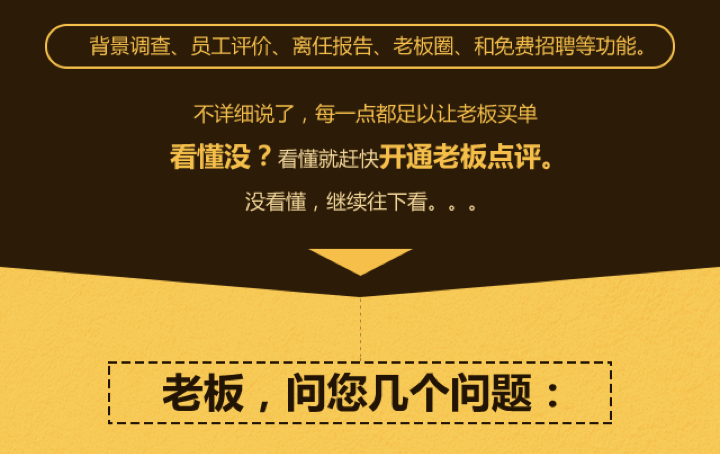 背景调查、员工评价、离任报告、老板圈、和免费招聘等功能。
不详细说了，每一点都足以让老板买单
看懂没？看懂就赶快开通老板点评。
没看懂，继续往下看。。。
老板，问您几个问题：